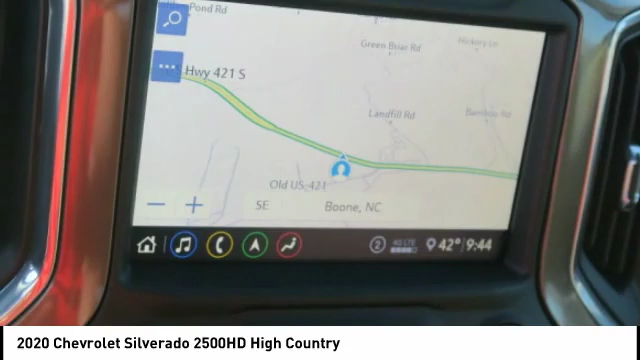 Pond Rd
Green Briar Rd
Hickory Ln
Hwy 421 S
Landfill Rd
Bamboo Rd
Old US 421
SE
Boone, NC
2
4G LTE
42°
9:44
2020 Chevrolet Silverado 2500HD High Country